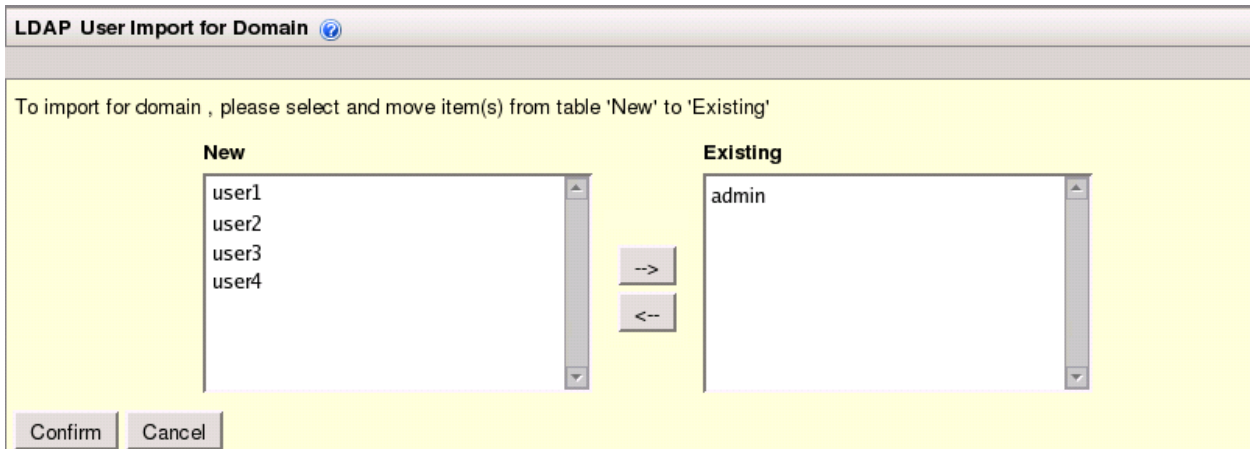 LDAP User Import for Domain
To import for domain , please select and move item(s) from table 'New' to 'Existing'
New
user1
user2
user3
user4
-->
<--
Existing
admin
Confirm Cancel